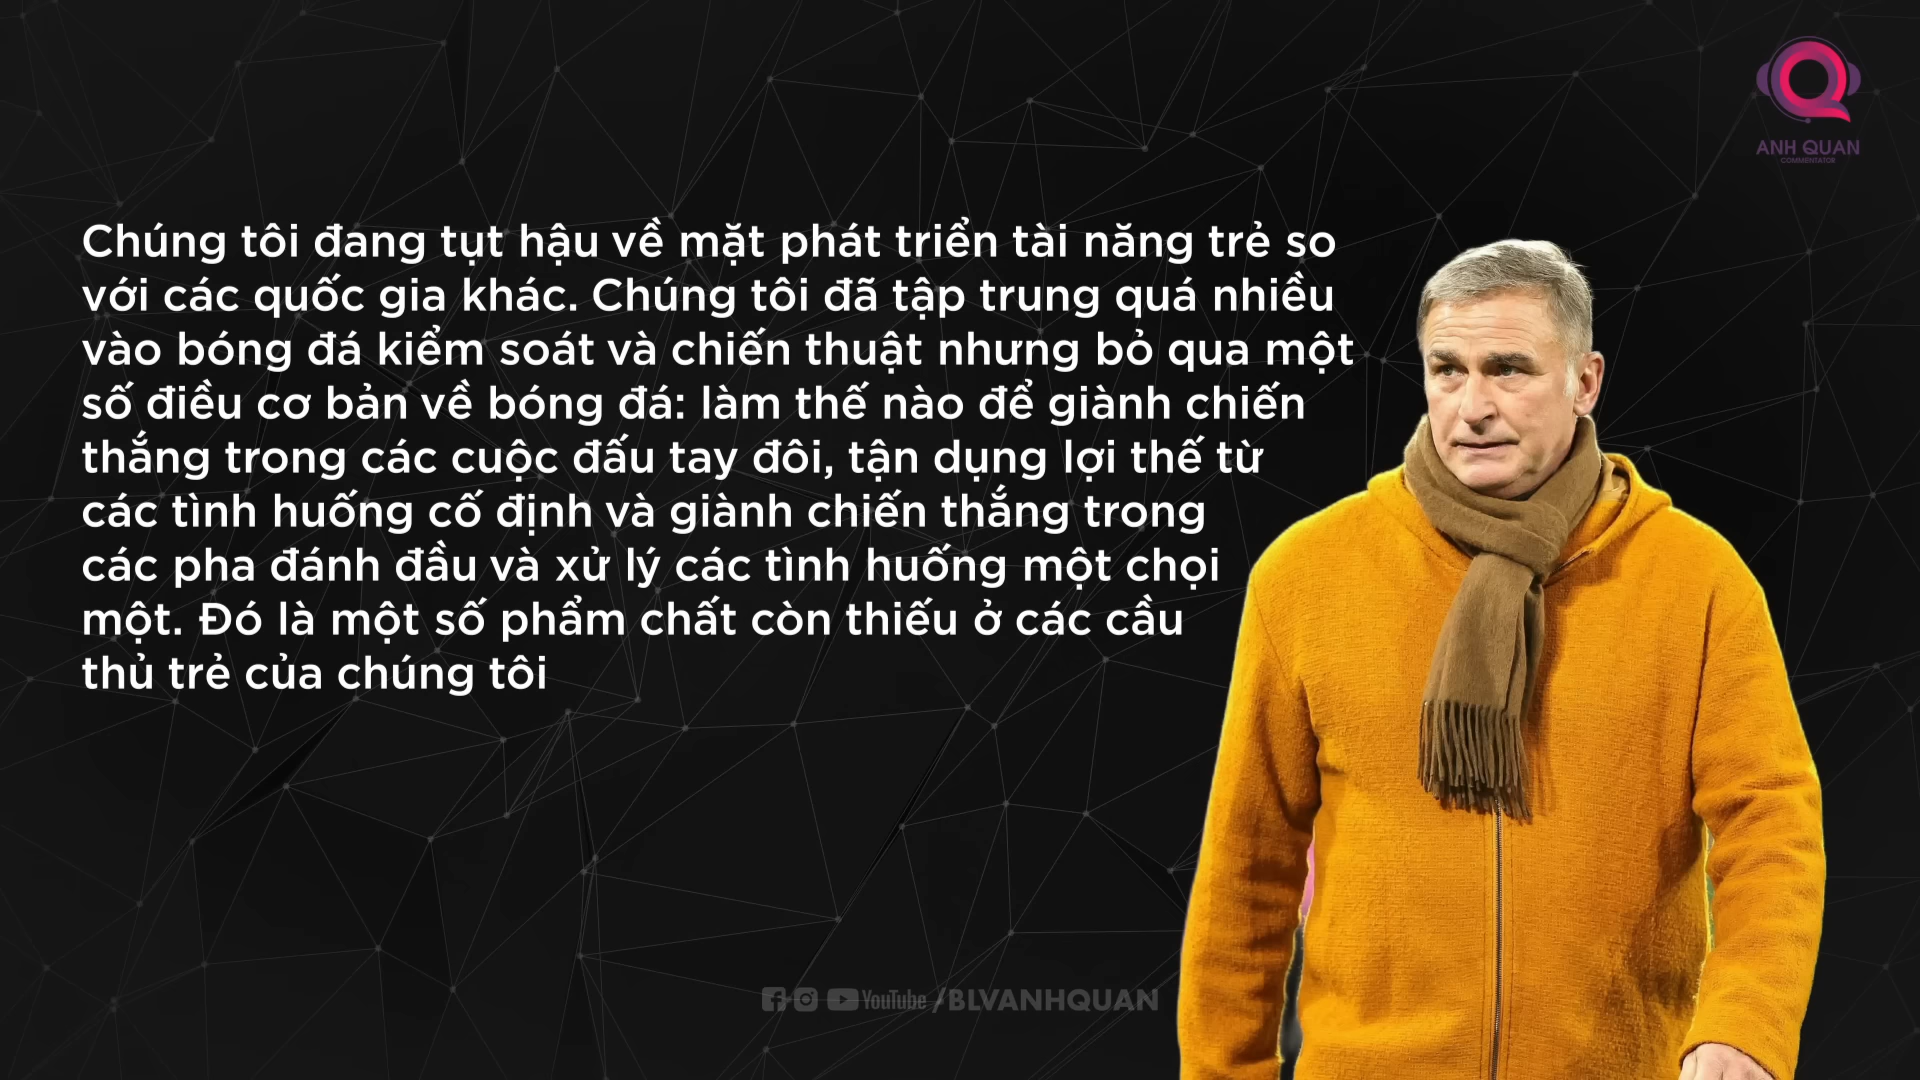 ANH QUAN
COMMENTATOR
Chúng tôi đang tụt hậu về mặt phát triển tài năng trẻ so
với các quốc gia khác. Chúng tôi đã tập trung quá nhiều
vào bóng đá kiểm soát và chiến thuật nhưng bỏ qua một
số điều cơ bản về bóng đá: làm thế nào để giành chiến
thắng trong các cuộc đấu tay đôi, tận dụng lợi thế từ
các tình huống cố định và giành chiến thắng trong
các pha đánh đầu và xử lý các tình huống một chọi
một. Đó là một số phẩm chất còn thiếu ở các cầu
thủ trẻ của chúng tôi
YouTube /BLVANHQUAN